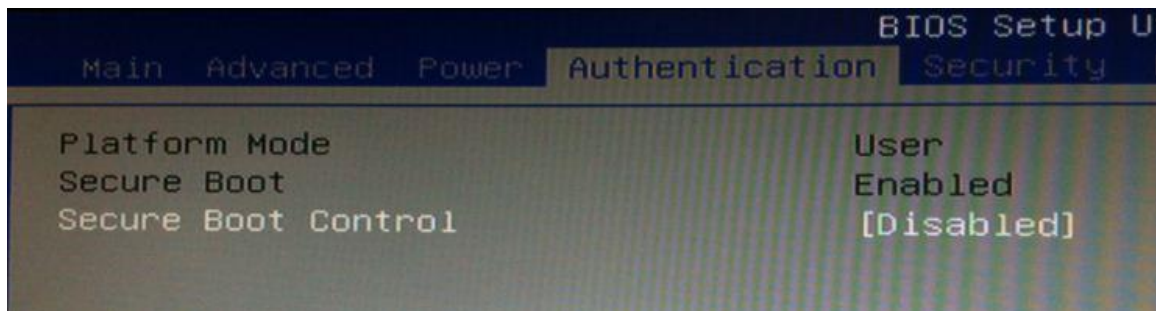 BIOS Setup U
Main Advanced Power Authentication Security
Platform Mode User
Secure Boot Enabled
Secure Boot Control [Disabled]